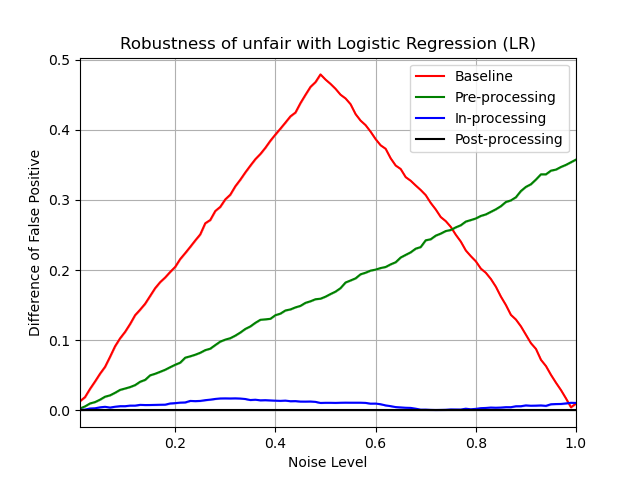 Robustness of unfair with Logistic Regression (LR)
0.5
0.4
0.3
0.2
0.1
0.0
Difference of False Positive
Baseline
Pre-processing
In-processing
Post-processing
0.2 0.4 0.6 0.8 1.0
Noise Level